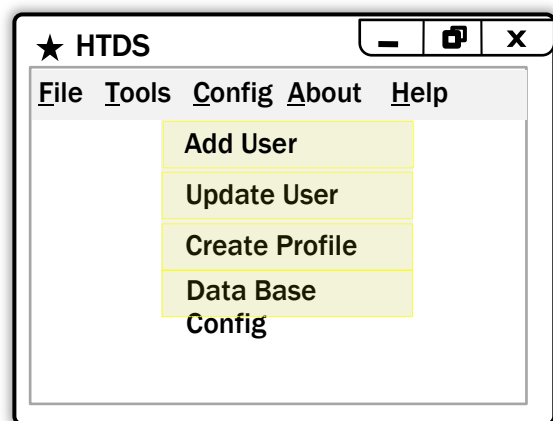 ★ HTDS
File Tools Config About Help
Add User
Update User
Create Profile
Data Base
Config